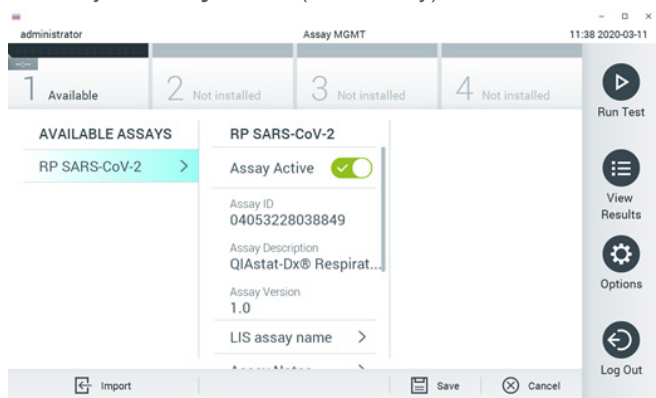 administrator Assay MGMT 11:38 2020-03-11
1 Available 2 Not installed 3 Not installed 4 Not installed
Run Test
AVAILABLE ASSAYS
RP SARS-CoV-2
RP SARS-CoV-2
Assay Active
Assay ID
04053228038849
Assay Description
QIAstat-Dx® Respirat...
Assay Version
1.0
LIS assay name
View
Results
Options
Log Out
Import Save Cancel